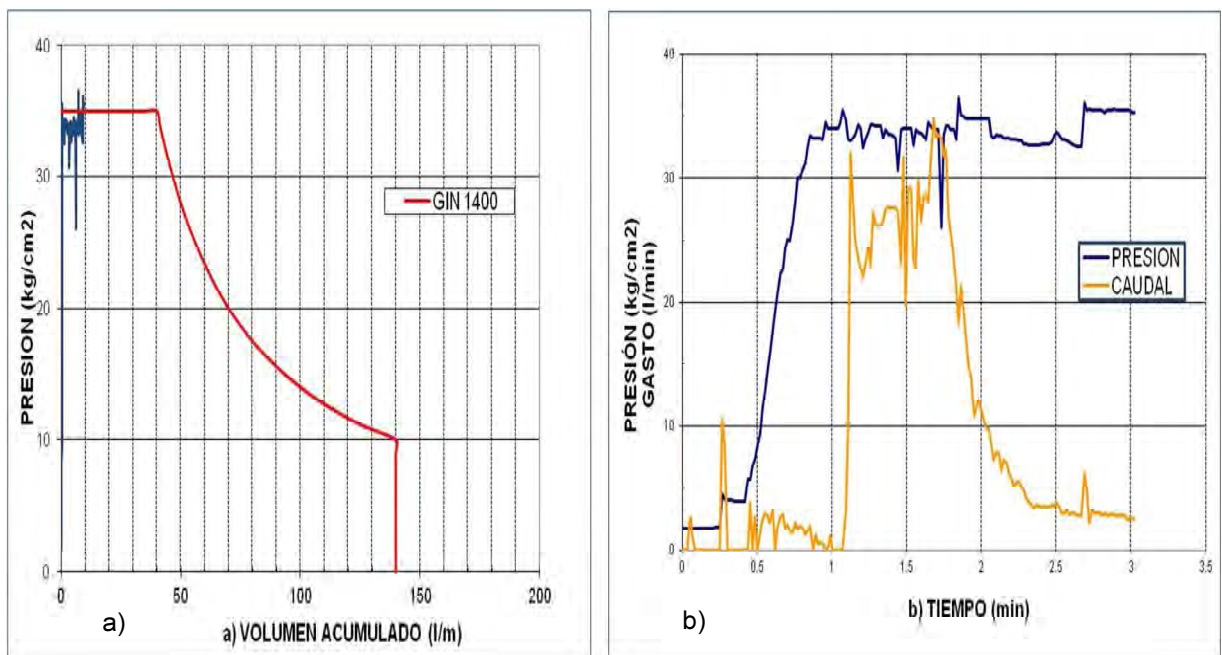 40
30
20
10
0
PRESION (kg/cm2)
GIN 1400
0
50
100
150
200
a)
a) VOLUMEN ACUMULADO (l/m)
40
30
20
10
0
PRESIÓN (kg/cm2)
GASTO (l/min)
PRESION
CAUDAL
0
0.5
1
1.5
2
2.5
3
3.5
b)
b) TIEMPO (min)